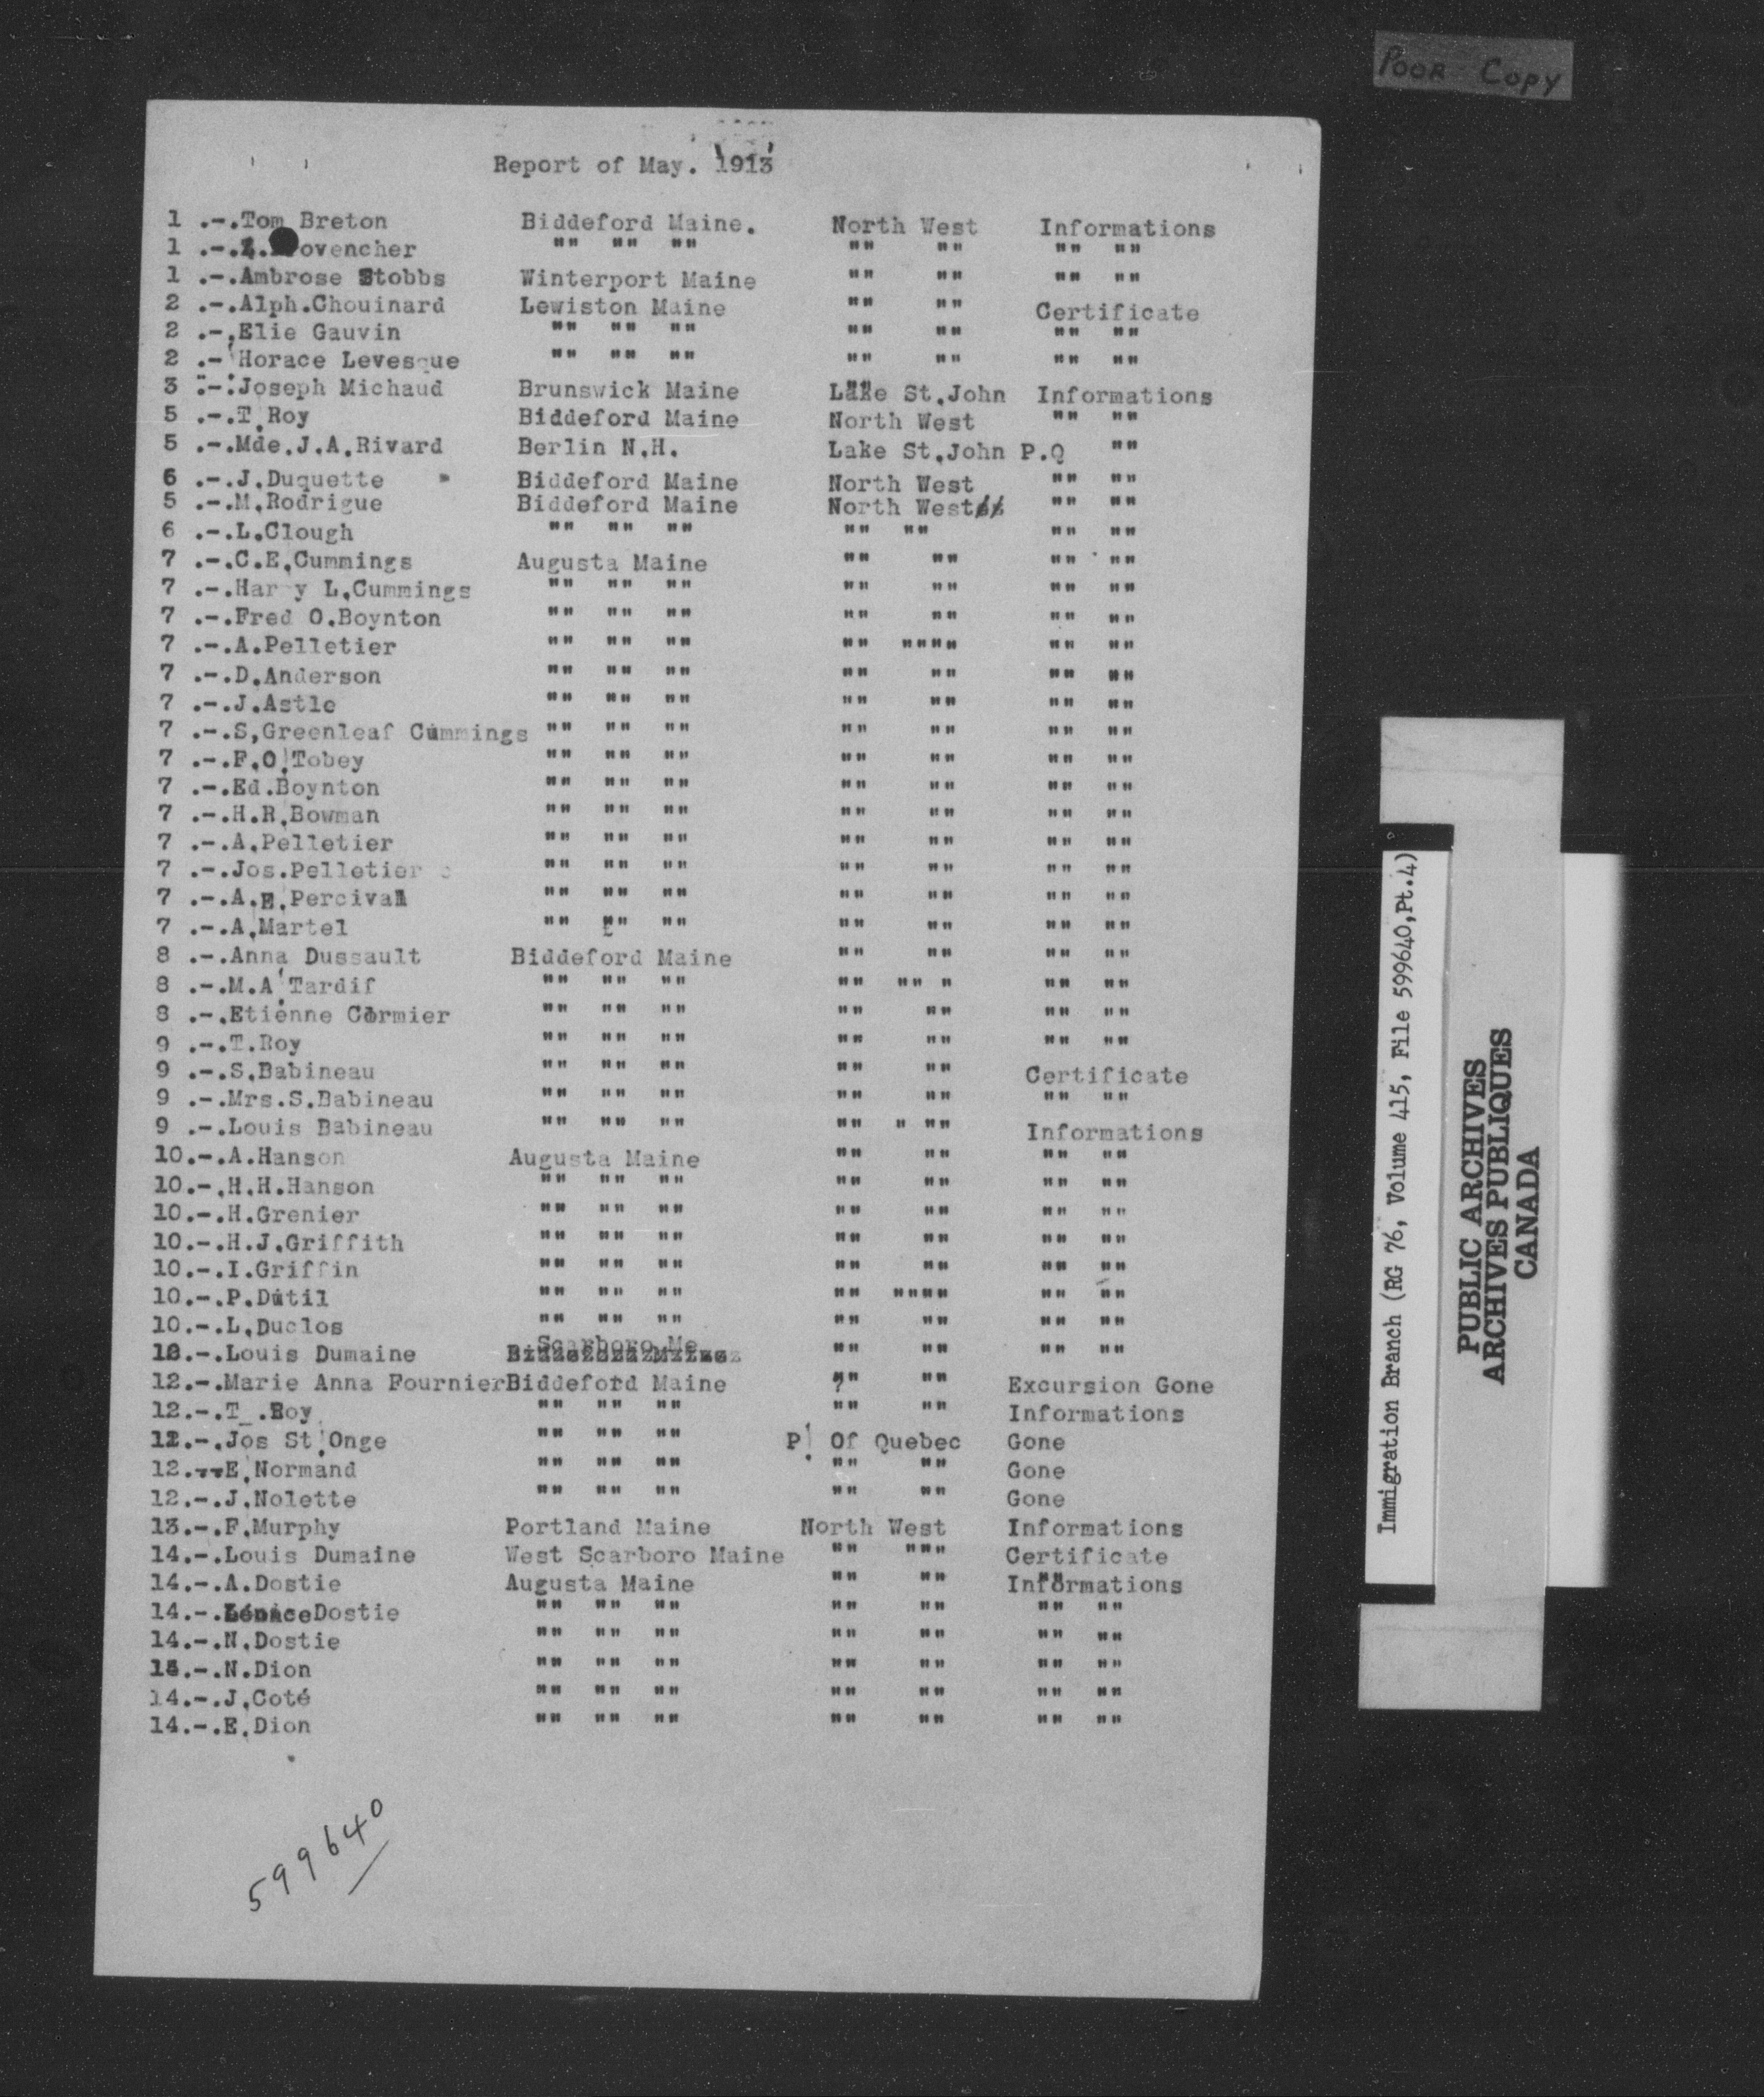 POOR COPY
Report of May. 1913
1 .-.Tom Breton Biddeford Maine. North West Informations
1 .-. ovencher "" "" "" "" "" "" ""
1 .-.Ambrose Stobbs Winterport Maine "" "" "" ""
2 .-.Alph.Chouinard Lewiston Maine "" "" Certificate
2 .-.Elie Gauvin "" "" "" "" "" "" ""
2 .-'Horace Levesque "" "" "" "" "" "" ""
3 .-.Joseph Michaud Brunswick Maine Lake St.John Informations
5 .-.T.Roy Biddeford Maine North West "" ""
5 .-.Mde.J.A.Rivard Berlin N.H. Lake St.John P.Q ""
6 .-.J.Duquette Biddeford Maine North West "" ""
5 .-.M.Rodrigue Biddeford Maine North West "" ""
6 .-.L.Clough "" "" "" "" "" "" ""
7 .-.C.E.Cummings Augusta Maine "" "" "" ""
7 .-.Har y L.Cummings "" "" "" "" "" "" ""
7 .-.Fred O.Boynton "" "" "" "" "" "" ""
7 .-.A.Pelletier "" "" "" "" """" "" ""
7 .-.D.Anderson "" "" "" "" "" "" ""
7 .-.J.Astle "" "" "" "" "" "" ""
7 .-.S,Greenleaf Cummings "" "" "" "" "" "" ""
7 .-.F.O.Tobey "" "" "" "" "" "" ""
7 .-.Ed.Boynton "" "" "" "" "" "" ""
7 .-.H.R.Bowman "" "" "" "" "" "" ""
7 .-.A.Pelletier "" "" "" "" "" "" ""
7 .-.Jos.Pelletier "" "" "" "" "" "" ""
7 .-.A.E.Percival "" "" "" "" "" "" ""
7 .-.A.Martel "" "" "" "" "" "" ""
8 .-.Anna Dussault Biddeford Maine "" "" "" ""
8 .-.M.A.Tardif "" "" "" "" "" " "" ""
8 .-.Etienne Cormier "" "" "" "" "" "" ""
9 .-.T.Roy "" "" "" "" "" "" ""
9 .-.S.Babineau "" "" "" "" "" Certificate
9 .-.Mrs.S.Babineau "" "" "" "" "" "" ""
9 .-.Louis Babineau "" "" "" "" " "" Informations
10.-.A.Hanson Augusta Maine "" "" "" ""
10.-.H.H.Hanson "" "" "" "" "" "" ""
10.-.H.Grenier "" "" "" "" "" "" ""
10.-.H.J.Griffith "" "" "" "" "" "" ""
10.-.I.Griffin "" "" "" "" "" "" ""
10.-.P.Dutil "" "" "" "" """" "" ""
10.-.L.Duclos "" "" "" "" "" "" ""
Scarboro Me
.-.Louis Dumaine "" "" "" ""
12.-.Marie Anna Fournier Biddeford Maine "" "" Excursion Gone
12.-.T_.Roy "" "" "" "" "" Informations
12.-.Jos St.Onge "" "" "" P. Of Quebec Gone
12.--E.Normand "" "" "" "" "" Gone
12.-.J.Nolette "" "" "" "" "" Gone
13.-.F.Murphy Portland Maine North West Informations
14.-.Louis Dumaine West Scarboro Maine "" """ Certificate
14.-.A.Dostie Augusta Maine "" "" Informations
14.-. Dostie "" "" "" "" "" "" ""
14.-.N.Dostie "" "" "" "" "" "" ""
14.-.N.Dion "" "" "" "" "" "" ""
14.-.J.Coté "" "" "" "" "" "" ""
14.-.E.Dion "" "" "" "" "" "" ""
599640
Immigration Branch (RG 76, Volume 415, File 599640,Pt.4)
PUBLIC ARCHIVES
ARCHIVES PUBLIQUES
CANADA